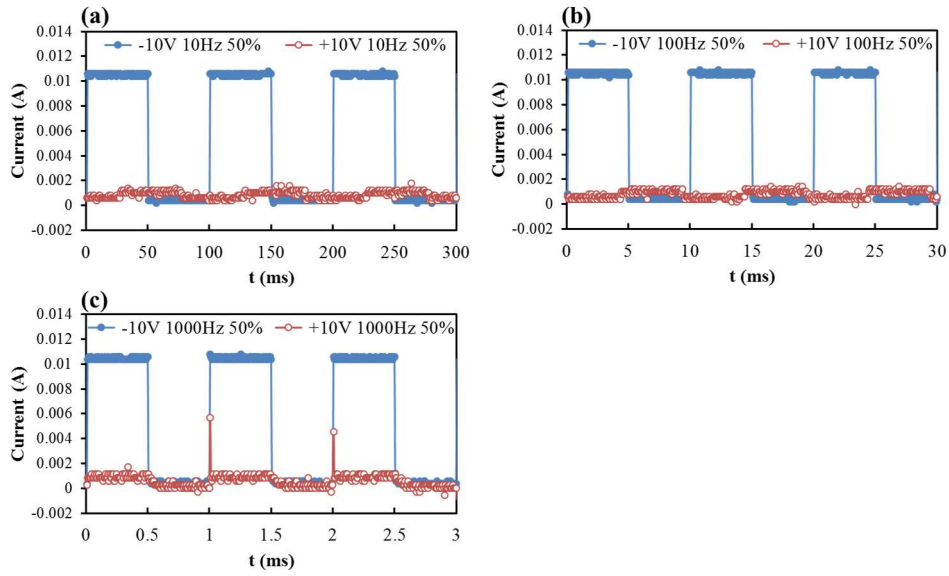 (a)
-10V 10Hz 50% +10V 10Hz 50%
0.014
0.012
0.01
0.008
0.006
0.004
0.002
0
-0.002
Current (A)
0 50 100 150 200 250 300
t (ms)
(b)
-10V 100Hz 50% +10V 100Hz 50%
0.014
0.012
0.01
0.008
0.006
0.004
0.002
0
-0.002
Current (A)
0 5 10 15 20 25 30
t (ms)
(c)
-10V 1000Hz 50% +10V 1000Hz 50%
0.014
0.012
0.01
0.008
0.006
0.004
0.002
0
-0.002
Current (A)
0 0.5 1 1.5 2 2.5 3
t (ms)